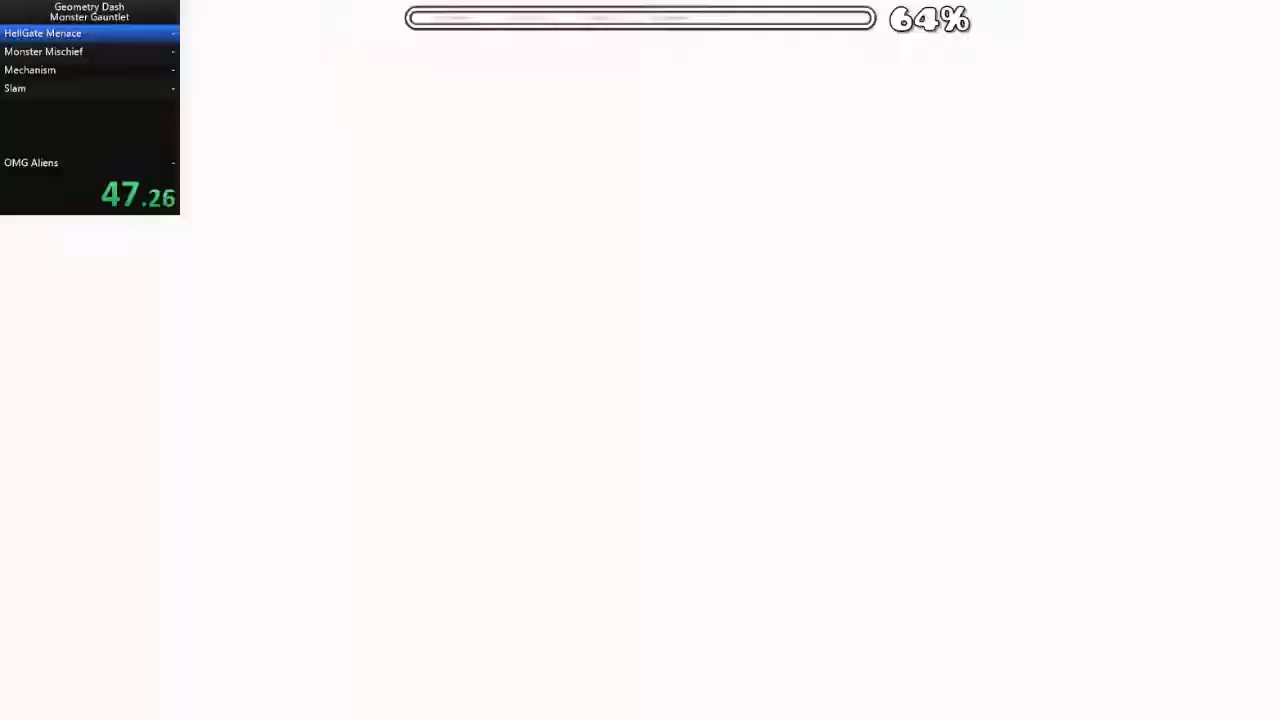 Geometry Dash
Monster Gauntlet
HellGate Menace -
Monster Mischief -
Mechanism -
Slam -
OMG Aliens -
47.26
64%